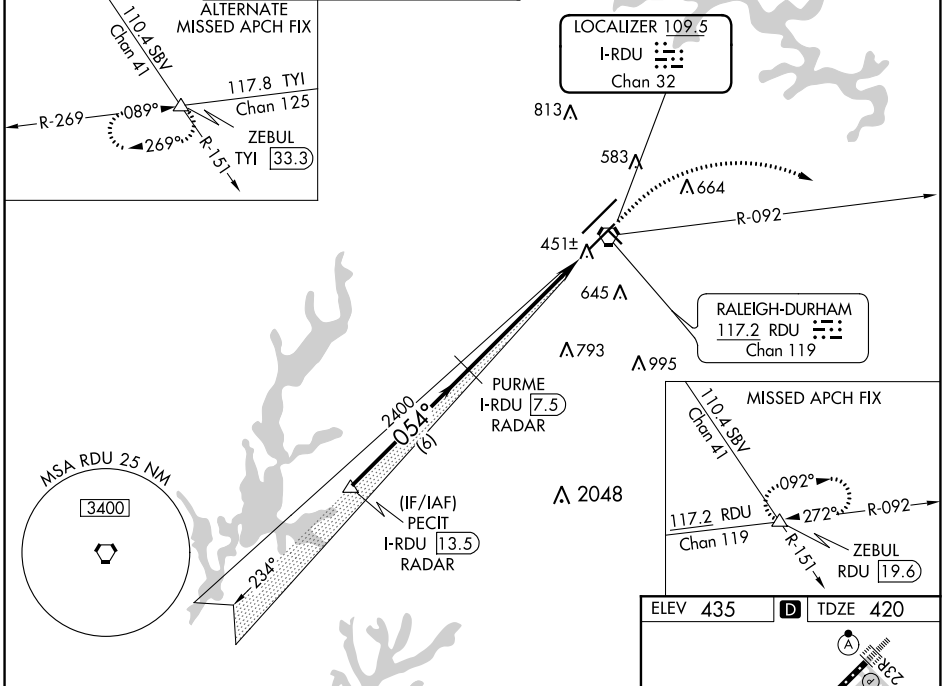 ALTERNATE
MISSED APCH FIX
110.4 SBV
Chan 41
117.8 TYI
Chan 125
R-269
089°
269°
R-151
ZEBUL
TYI 33.3
LOCALIZER 109.5
I-RDU
Chan 32
813
583
664
R-092
451±
645
RALEIGH-DURHAM
117.2 RDU
Chan 119
793
995
PURME
I-RDU 7.5
RADAR
2400
054°
(6)
MSA RDU 25 NM
3400
(IF/IAF)
PECIT
I-RDU 13.5
RADAR
234°
2048
MISSED APCH FIX
110.4 SBV
Chan 41
092°
272°
R-092
117.2 RDU
Chan 119
R-151
ZEBUL
RDU 19.6
ELEV 435 D TDZE 420
A
23R
P